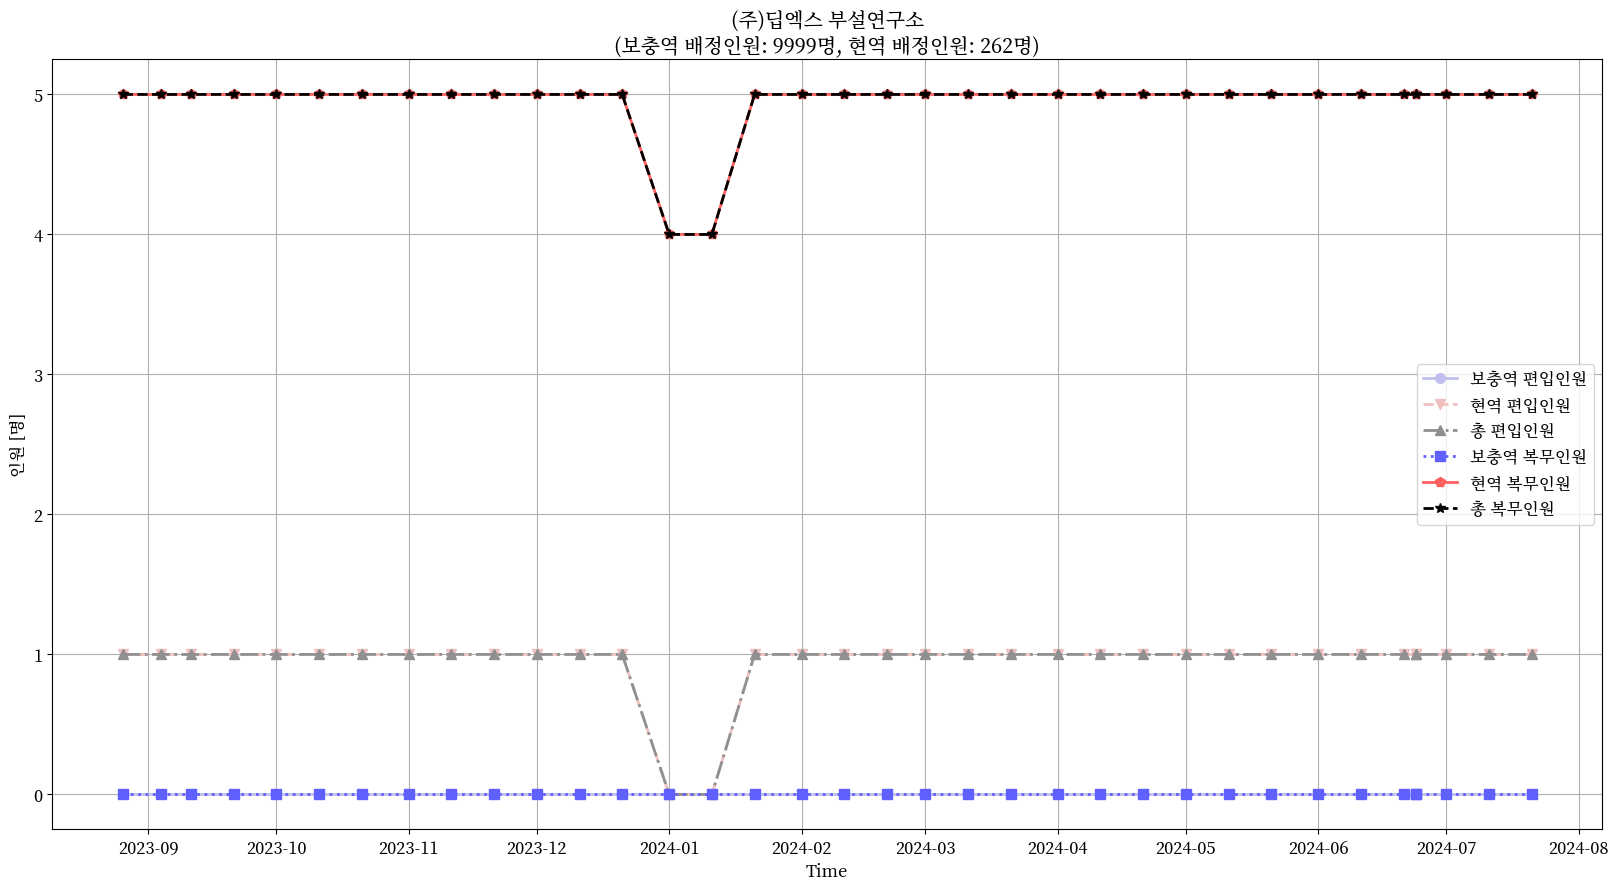 (주)딥엑스 부설연구소
(보충역 배정인원: 9999명, 현역 배정인원: 262명)
5
4
3
2
1
0
인원 [명]
보충역 편입인원
현역 편입인원
총 편입인원
보충역 복무인원
현역 복무인원
총 복무인원
2023-09 2023-10 2023-11 2023-12 2024-01 2024-02 2024-03 2024-04 2024-05 2024-06 2024-07 2024-08
Time